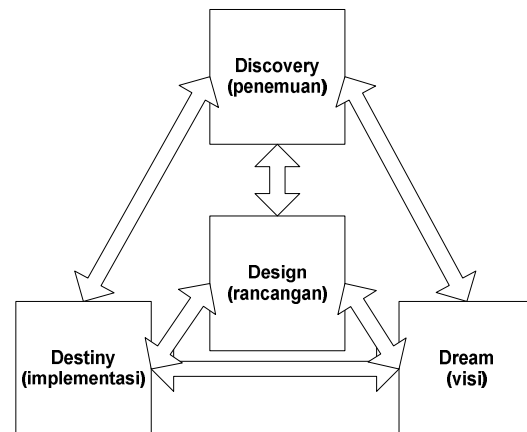 Discovery
(penemuan)
Design
(rancangan)
Destiny
(implementasi)
Dream
(visi)